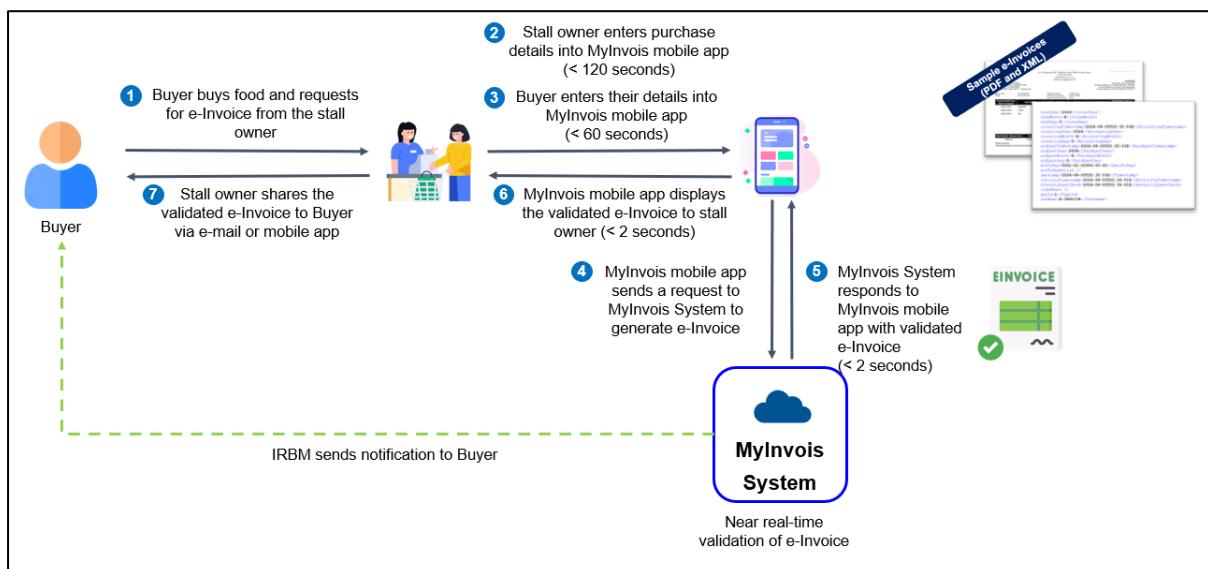 2
Stall owner enters purchase
details into MyInvois mobile app
(< 120 seconds)
Sample e-Invoices
(PDF and XML)
1
Buyer buys food and requests
for e-Invoice from the stall
owner
3
Buyer enters their details into
MyInvois mobile app
(< 60 seconds)
7
Stall owner shares the
validated e-Invoice to Buyer
via e-mail or mobile app
6
MyInvois mobile app displays
the validated e-Invoice to stall
owner (< 2 seconds)
Buyer
4
MyInvois mobile app
sends a request to
MyInvois System to
generate e-Invoice
5
MyInvois System
responds to
MyInvois mobile
app with validated
e-Invoice
(< 2 seconds)
EINVOICE
IRBM sends notification to Buyer
MyInvois
System
Near real-time
validation of e-Invoice